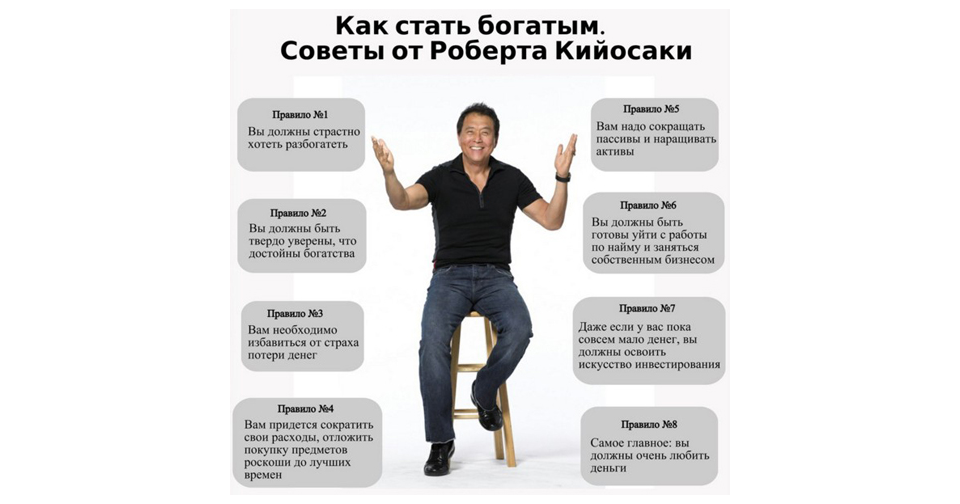 Как стать богатым.
Советы от Роберта Кийосаки
Правило №1
Вы должны страстно
хотеть разбогатеть
Правило №2
Вы должны быть
твердо уверены, что
достойны богатства
Правило №3
Вам необходимо
избавиться от страха
потери денег
Правило №4
Вам придется сократить
свои расходы, отложить
покупку предметов
роскоши до лучших
времен
Правило №5
Вам надо сокращать
пассивы и наращивать
активы
Правило №6
Вы должны быть
готовы уйти с работы
по найму и заняться
собственным бизнесом
Правило №7
Даже если у вас пока
совсем мало денег, вы
должны освоить
искусство инвестирования
Правило №8
Самое главное: вы
должны очень любить
деньги